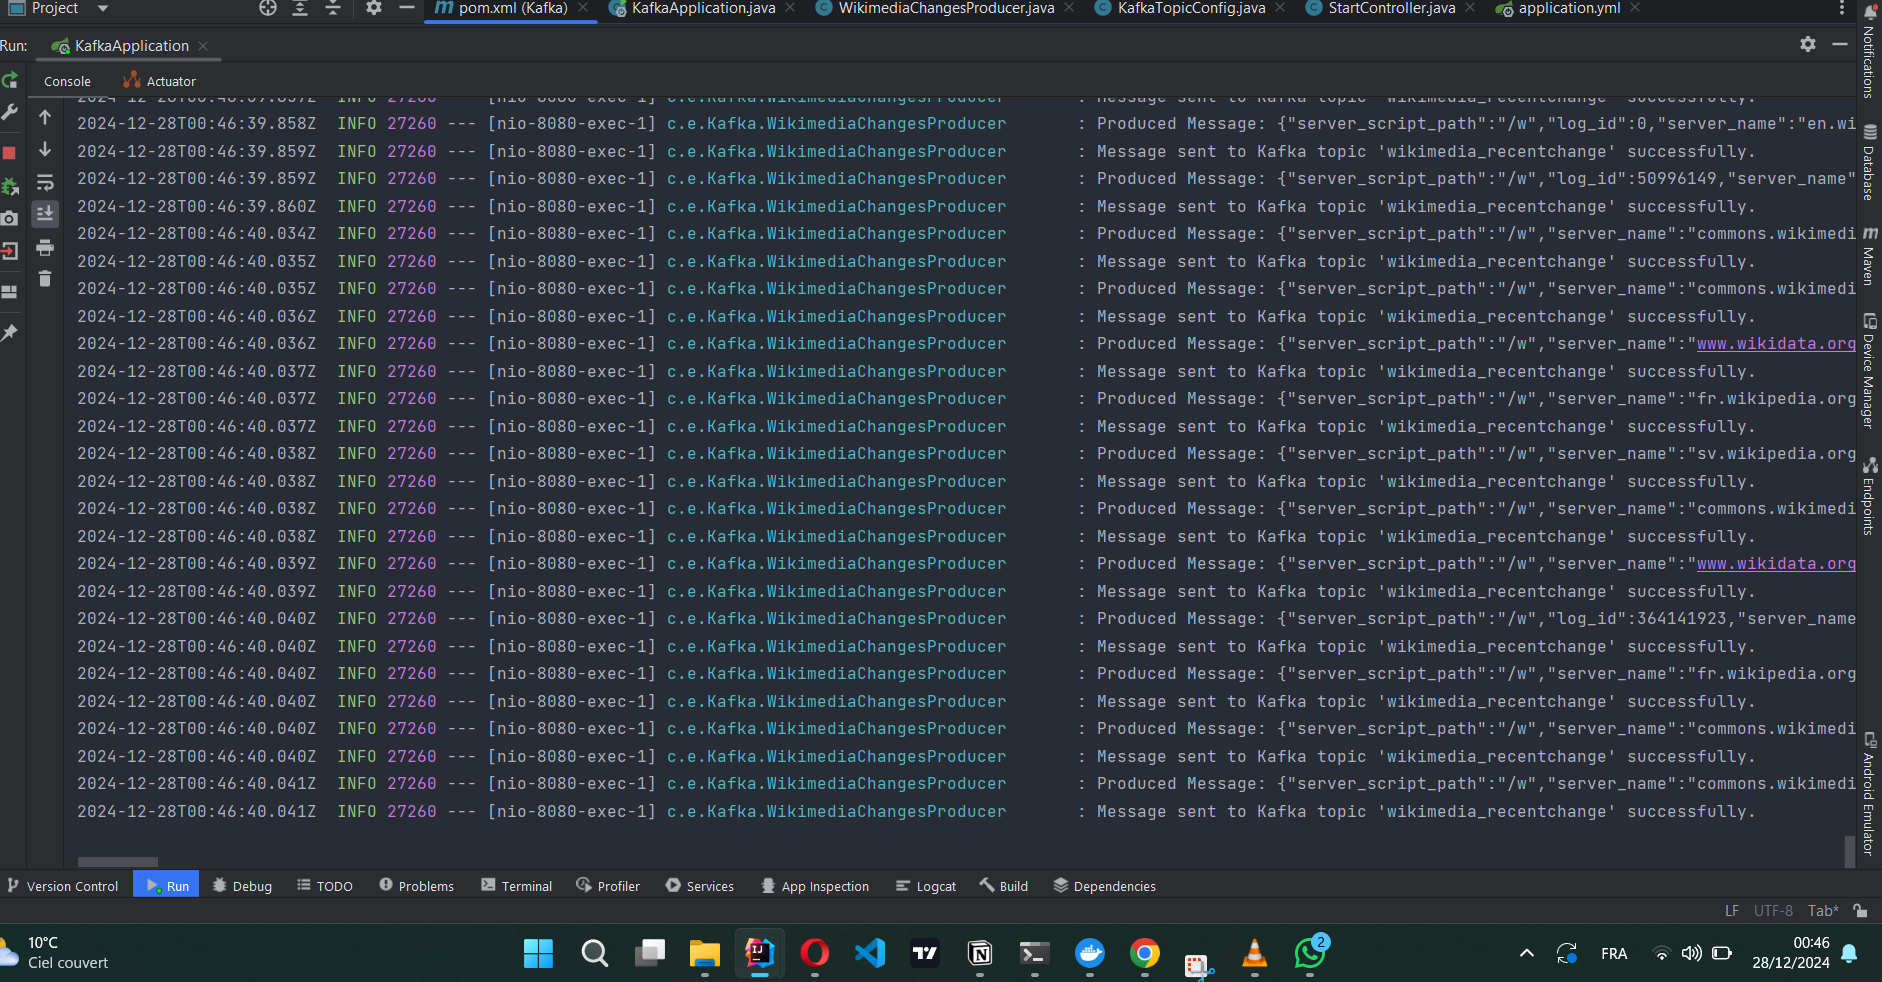 Project
pom.xml (Kafka)
KafkaApplication.java
WikimediaChangesProducer.java
KafkaTopicConfig.java
StartController.java
application.yml
Run:
KafkaApplication
Console
Actuator
2024-12-28T00:46:39.857Z  INFO 27260 --- [nio-8080-exec-1] c.e.Kafka.WikimediaChangesProducer : Message sent to Kafka topic 'wikimedia_recentchange' successfully.
2024-12-28T00:46:39.858Z  INFO 27260 --- [nio-8080-exec-1] c.e.Kafka.WikimediaChangesProducer : Produced Message: {"server_script_path":"/w","log_id":0,"server_name":"en.wi
2024-12-28T00:46:39.859Z  INFO 27260 --- [nio-8080-exec-1] c.e.Kafka.WikimediaChangesProducer : Message sent to Kafka topic 'wikimedia_recentchange' successfully.
2024-12-28T00:46:39.859Z  INFO 27260 --- [nio-8080-exec-1] c.e.Kafka.WikimediaChangesProducer : Produced Message: {"server_script_path":"/w","log_id":50996149,"server_name"
2024-12-28T00:46:39.860Z  INFO 27260 --- [nio-8080-exec-1] c.e.Kafka.WikimediaChangesProducer : Message sent to Kafka topic 'wikimedia_recentchange' successfully.
2024-12-28T00:46:40.034Z  INFO 27260 --- [nio-8080-exec-1] c.e.Kafka.WikimediaChangesProducer : Produced Message: {"server_script_path":"/w","server_name":"commons.wikimedi
2024-12-28T00:46:40.035Z  INFO 27260 --- [nio-8080-exec-1] c.e.Kafka.WikimediaChangesProducer : Message sent to Kafka topic 'wikimedia_recentchange' successfully.
2024-12-28T00:46:40.035Z  INFO 27260 --- [nio-8080-exec-1] c.e.Kafka.WikimediaChangesProducer : Produced Message: {"server_script_path":"/w","server_name":"commons.wikimedi
2024-12-28T00:46:40.036Z  INFO 27260 --- [nio-8080-exec-1] c.e.Kafka.WikimediaChangesProducer : Message sent to Kafka topic 'wikimedia_recentchange' successfully.
2024-12-28T00:46:40.036Z  INFO 27260 --- [nio-8080-exec-1] c.e.Kafka.WikimediaChangesProducer : Produced Message: {"server_script_path":"/w","server_name":"www.wikidata.org
2024-12-28T00:46:40.037Z  INFO 27260 --- [nio-8080-exec-1] c.e.Kafka.WikimediaChangesProducer : Message sent to Kafka topic 'wikimedia_recentchange' successfully.
2024-12-28T00:46:40.037Z  INFO 27260 --- [nio-8080-exec-1] c.e.Kafka.WikimediaChangesProducer : Produced Message: {"server_script_path":"/w","server_name":"fr.wikipedia.org
2024-12-28T00:46:40.037Z  INFO 27260 --- [nio-8080-exec-1] c.e.Kafka.WikimediaChangesProducer : Message sent to Kafka topic 'wikimedia_recentchange' successfully.
2024-12-28T00:46:40.038Z  INFO 27260 --- [nio-8080-exec-1] c.e.Kafka.WikimediaChangesProducer : Produced Message: {"server_script_path":"/w","server_name":"sv.wikipedia.org
2024-12-28T00:46:40.038Z  INFO 27260 --- [nio-8080-exec-1] c.e.Kafka.WikimediaChangesProducer : Message sent to Kafka topic 'wikimedia_recentchange' successfully.
2024-12-28T00:46:40.038Z  INFO 27260 --- [nio-8080-exec-1] c.e.Kafka.WikimediaChangesProducer : Produced Message: {"server_script_path":"/w","server_name":"commons.wikimedi
2024-12-28T00:46:40.038Z  INFO 27260 --- [nio-8080-exec-1] c.e.Kafka.WikimediaChangesProducer : Message sent to Kafka topic 'wikimedia_recentchange' successfully.
2024-12-28T00:46:40.039Z  INFO 27260 --- [nio-8080-exec-1] c.e.Kafka.WikimediaChangesProducer : Produced Message: {"server_script_path":"/w","server_name":"www.wikidata.org
2024-12-28T00:46:40.039Z  INFO 27260 --- [nio-8080-exec-1] c.e.Kafka.WikimediaChangesProducer : Message sent to Kafka topic 'wikimedia_recentchange' successfully.
2024-12-28T00:46:40.040Z  INFO 27260 --- [nio-8080-exec-1] c.e.Kafka.WikimediaChangesProducer : Produced Message: {"server_script_path":"/w","log_id":364141923,"server_name
2024-12-28T00:46:40.040Z  INFO 27260 --- [nio-8080-exec-1] c.e.Kafka.WikimediaChangesProducer : Message sent to Kafka topic 'wikimedia_recentchange' successfully.
2024-12-28T00:46:40.040Z  INFO 27260 --- [nio-8080-exec-1] c.e.Kafka.WikimediaChangesProducer : Produced Message: {"server_script_path":"/w","server_name":"fr.wikipedia.org
2024-12-28T00:46:40.040Z  INFO 27260 --- [nio-8080-exec-1] c.e.Kafka.WikimediaChangesProducer : Message sent to Kafka topic 'wikimedia_recentchange' successfully.
2024-12-28T00:46:40.040Z  INFO 27260 --- [nio-8080-exec-1] c.e.Kafka.WikimediaChangesProducer : Produced Message: {"server_script_path":"/w","server_name":"commons.wikimedi
2024-12-28T00:46:40.040Z  INFO 27260 --- [nio-8080-exec-1] c.e.Kafka.WikimediaChangesProducer : Message sent to Kafka topic 'wikimedia_recentchange' successfully.
2024-12-28T00:46:40.041Z  INFO 27260 --- [nio-8080-exec-1] c.e.Kafka.WikimediaChangesProducer : Produced Message: {"server_script_path":"/w","server_name":"commons.wikimedi
2024-12-28T00:46:40.041Z  INFO 27260 --- [nio-8080-exec-1] c.e.Kafka.WikimediaChangesProducer : Message sent to Kafka topic 'wikimedia_recentchange' successfully.
Notifications
Database
Maven
Device Manager
Endpoints
Android Emulator
Version Control
Run
Debug
TODO
Problems
Terminal
Profiler
Services
App Inspection
Logcat
Build
Dependencies
LF
UTF-8
Tab*
10°C
Ciel couvert
2
FRA
00:46
28/12/2024